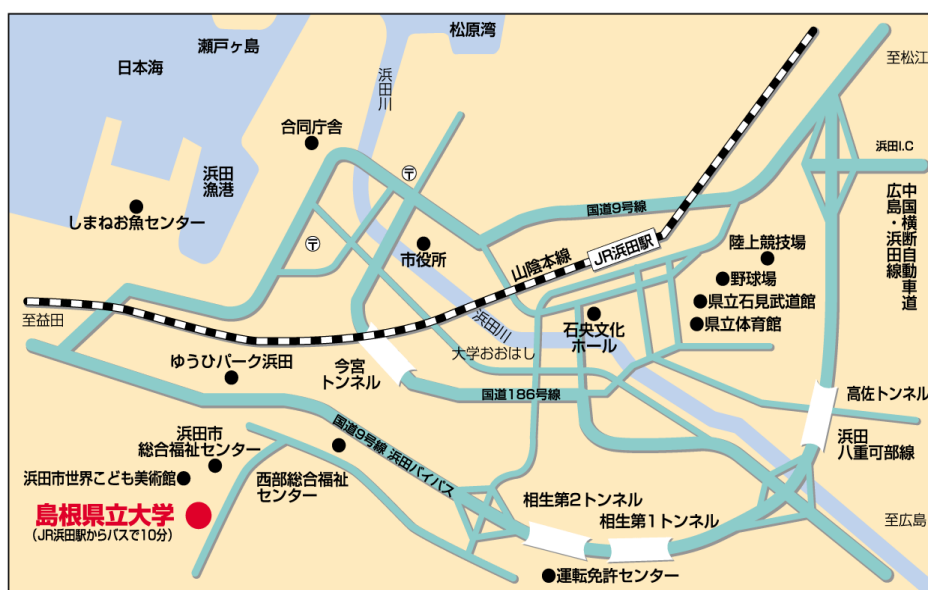 瀬戸ヶ島
松原湾
日本海
浜田川
至松江
合同庁舎
〒
浜田I.C
浜田
漁港
しまねお魚センター
国道9号線
中国横断自動車道
広島・浜田線
〒
市役所
陸上競技場
JR浜田駅
山陰本線
野球場
県立石見武道館
県立体育館
至益田
浜田川
石央文化
ホール
大学おおはし
ゆうひパーク浜田
今宮
トンネル
国道186号線
高佐トンネル
浜田市
総合福祉センター
国道9号線 浜田バイパス
浜田
八重可部線
浜田市世界こども美術館
西部総合福祉
センター
島根県立大学
(JR浜田駅からバスで10分)
相生第2トンネル
相生第1トンネル
至広島
運転免許センター